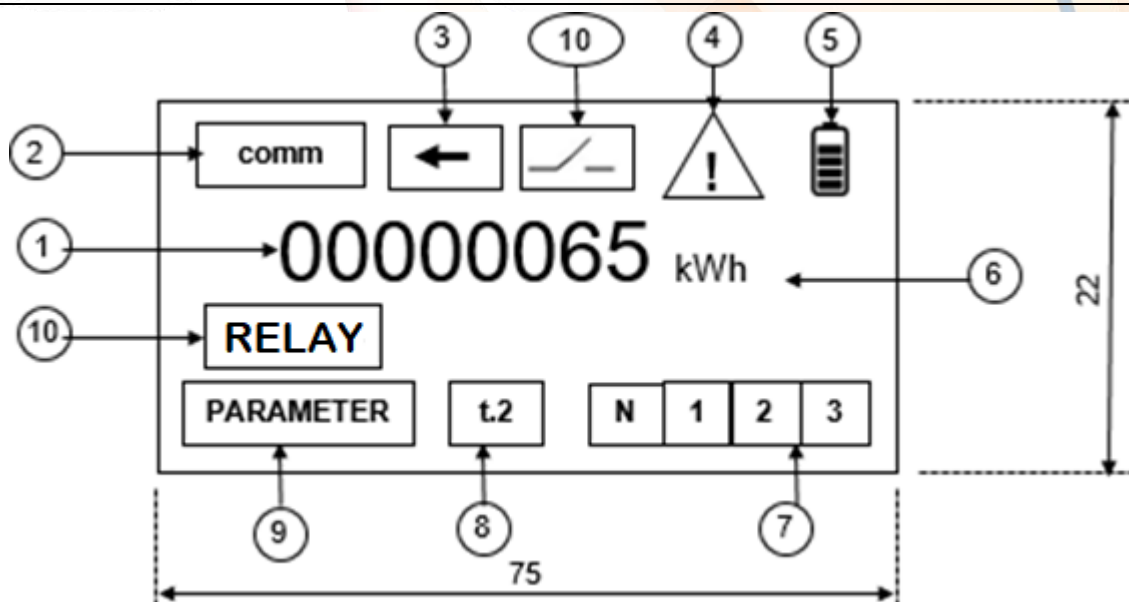 3 10 4 5
2 comm !
1 00000065 kWh 6
22
10 RELAY
PARAMETER t.2 N 1 2 3
9 8 7
75